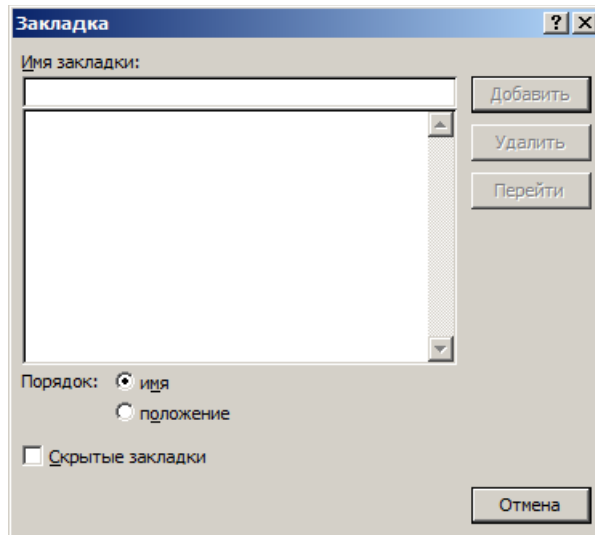 Закладка
Имя закладки:
Добавить
Удалить
Перейти
Порядок:
имя
положение
Скрытые закладки
Отмена